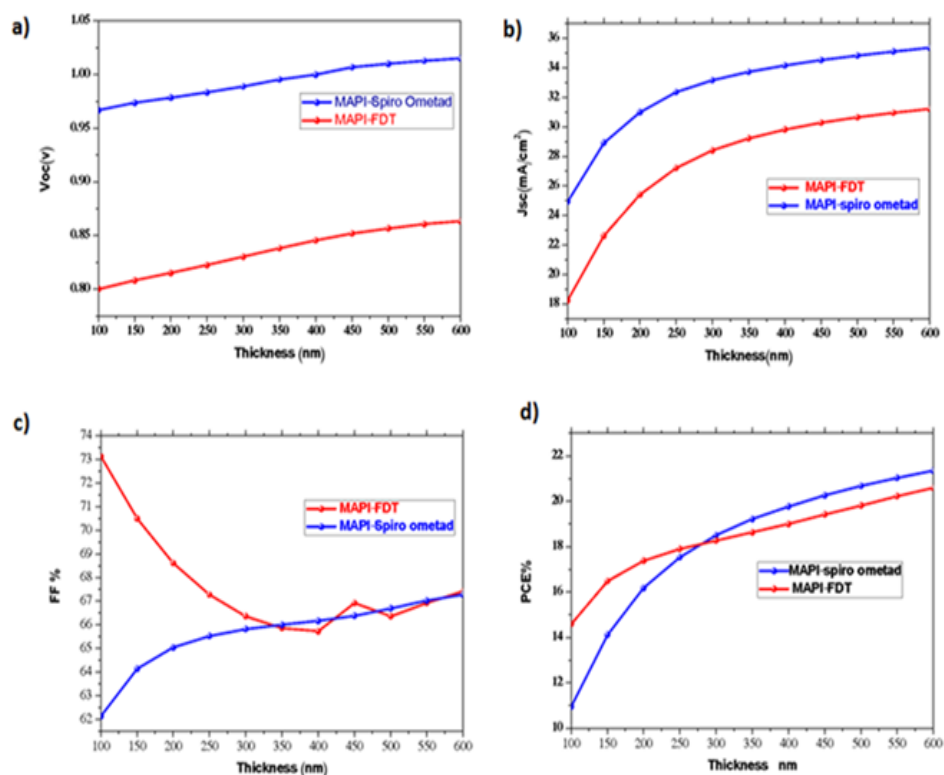 a)
1.05
1.00
0.95
0.90
0.85
0.80
Voc(v)
MAPI-Spiro Ometad
MAPI-FDT
100 150 200 250 300 350 400 450 500 550 600
Thickness (nm)
b)
36
34
32
30
28
26
24
22
20
18
Jsc(mA/cm²)
MAPI-FDT
MAPI-spiro ometad
100 150 200 250 300 350 400 450 500 550 600
Thickness(nm)
c)
74
73
72
71
70
69
68
67
66
65
64
63
62
FF %
MAPI-FDT
MAPI-Spiro ometad
100 150 200 250 300 350 400 450 500 550 600
Thickness (nm)
d)
22
20
18
16
14
12
10
PCE%
MAPI-spiro ometad
MAPI-FDT
100 150 200 250 300 350 400 450 500 550 600
Thickness nm